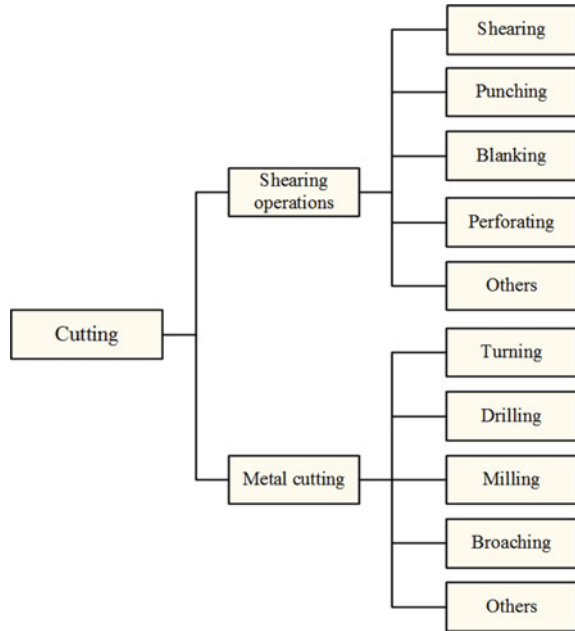 Shearing
Punching
Blanking
Shearing
operations
Perforating
Others
Cutting
Turning
Drilling
Metal cutting
Milling
Broaching
Others